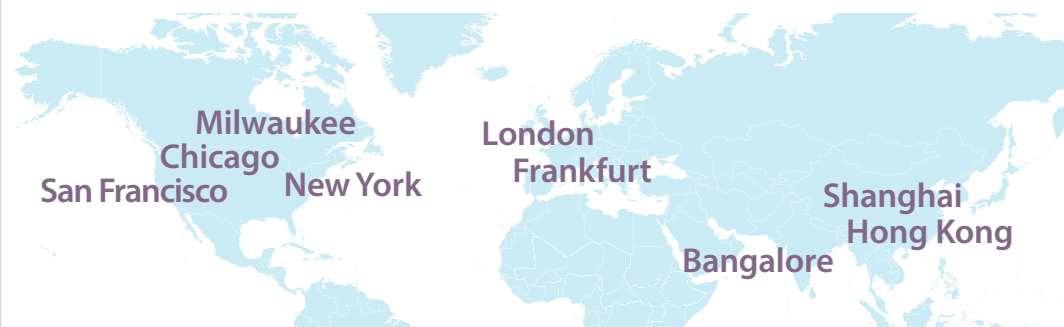 Milwaukee
Chicago
San Francisco
New York
London
Frankfurt
Shanghai
Hong Kong
Bangalore